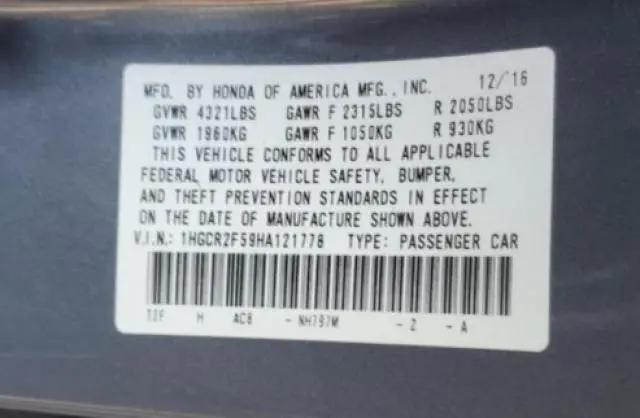 MFD. BY HONDA OF AMERICA MFG., INC. 12/16
GVWR 4321LBS GAWR F 2315LBS R 2050LBS
GVWR 1960KG GAWR F 1050KG R 930KG
THIS VEHICLE CONFORMS TO ALL APPLICABLE
FEDERAL MOTOR VEHICLE SAFETY, BUMPER,
AND THEFT PREVENTION STANDARDS IN EFFECT
ON THE DATE OF MANUFACTURE SHOWN ABOVE.
V.I.N.: 1HGCR2F59HA121778 TYPE: PASSENGER CAR
H AC8 - NH797M - 2 - A